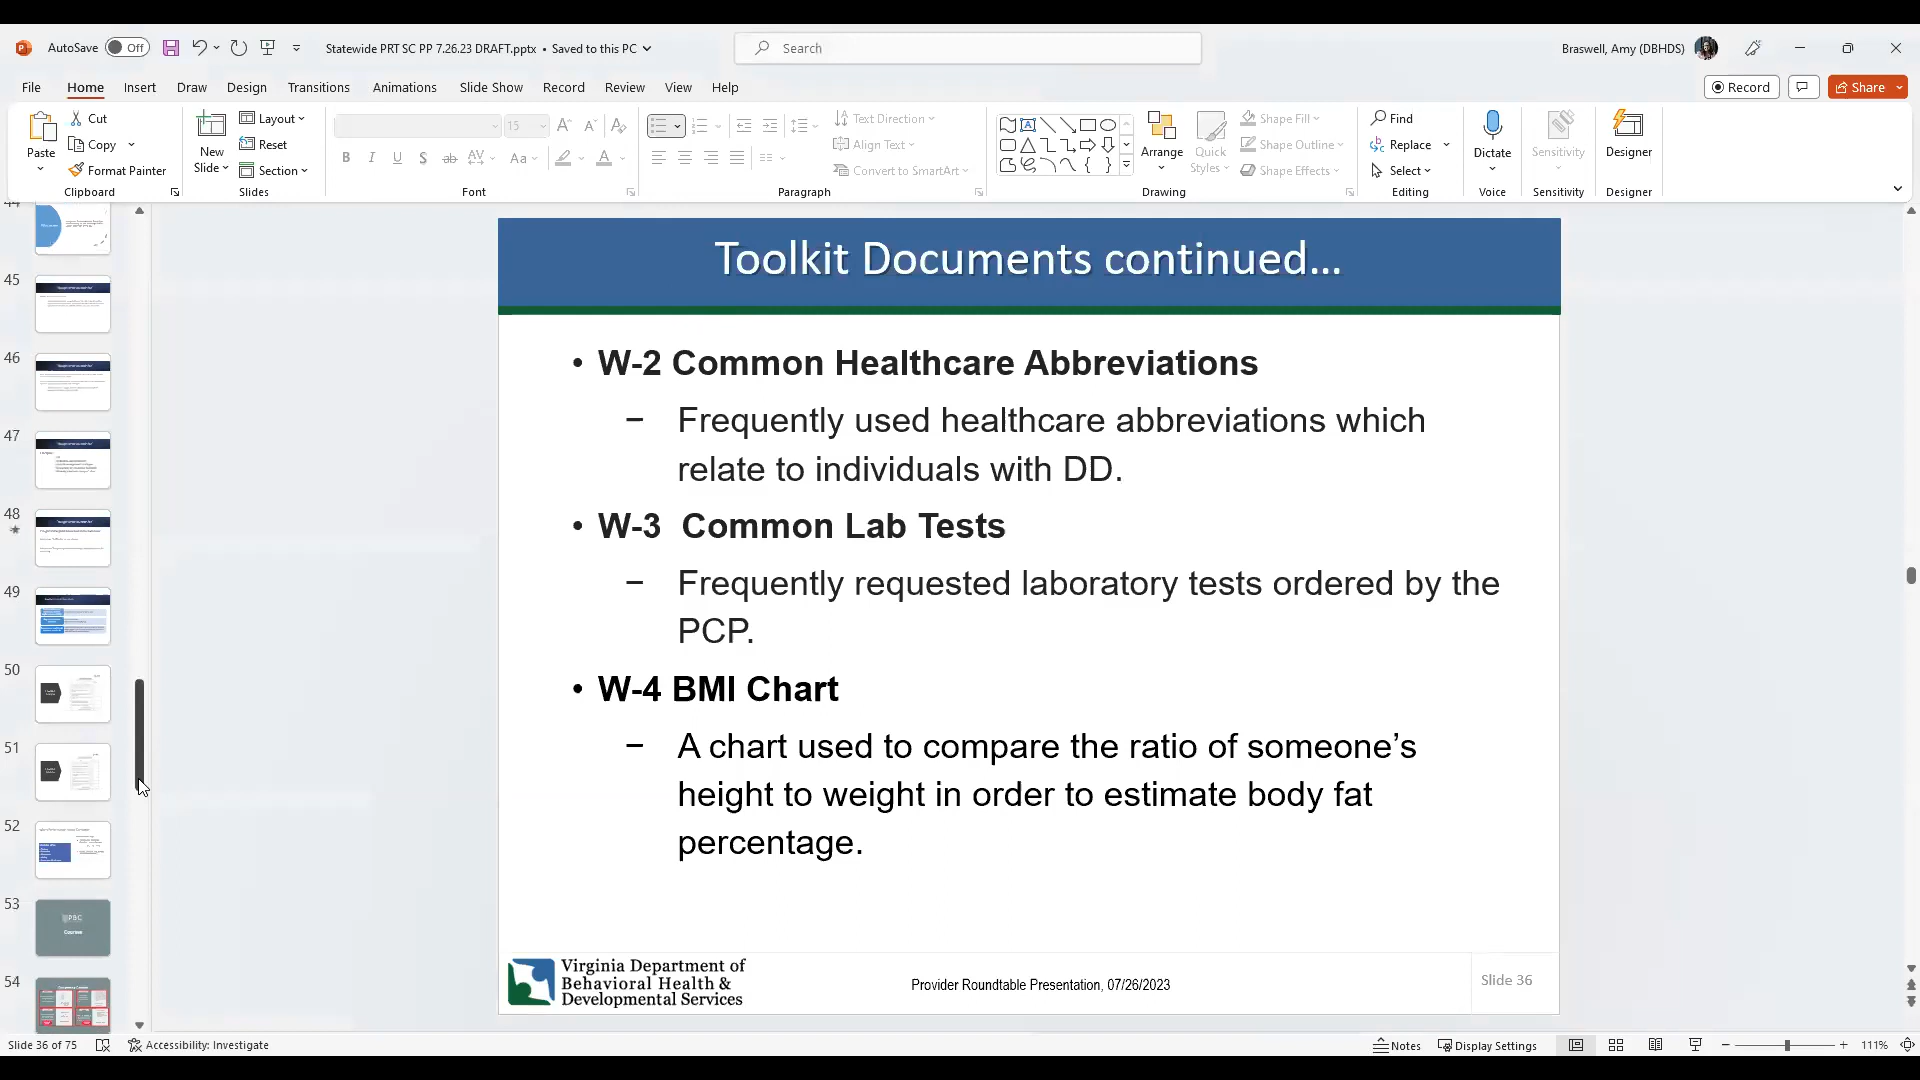 AutoSave Off Statewide PRT SC PP 7.26.23 DRAFT.pptx • Saved to this PC Search Braswell, Amy (DBHDS)
File Home Insert Draw Design Transitions Animations Slide Show Record Review View Help Record Share
Paste Cut Copy Format Painter Clipboard
New Slide Layout Reset Section Slides
15 B I U S ab AV Aa A Font
Text Direction Align Text Convert to SmartArt Paragraph
Arrange Quick Styles Shape Fill Shape Outline Shape Effects Drawing
Find Replace Select Editing
Dictate Voice
Sensitivity Sensitivity
Designer Designer
44
45
46
47
48
49
50
51
52
53
54
Toolkit Documents continued...
• W-2 Common Healthcare Abbreviations
− Frequently used healthcare abbreviations which
relate to individuals with DD.
• W-3 Common Lab Tests
− Frequently requested laboratory tests ordered by the
PCP.
• W-4 BMI Chart
− A chart used to compare the ratio of someone's
height to weight in order to estimate body fat
percentage.
Virginia Department of
Behavioral Health &
Developmental Services
Provider Roundtable Presentation, 07/26/2023
Slide 36
Slide 36 of 75 Accessibility: Investigate Notes Display Settings 111%